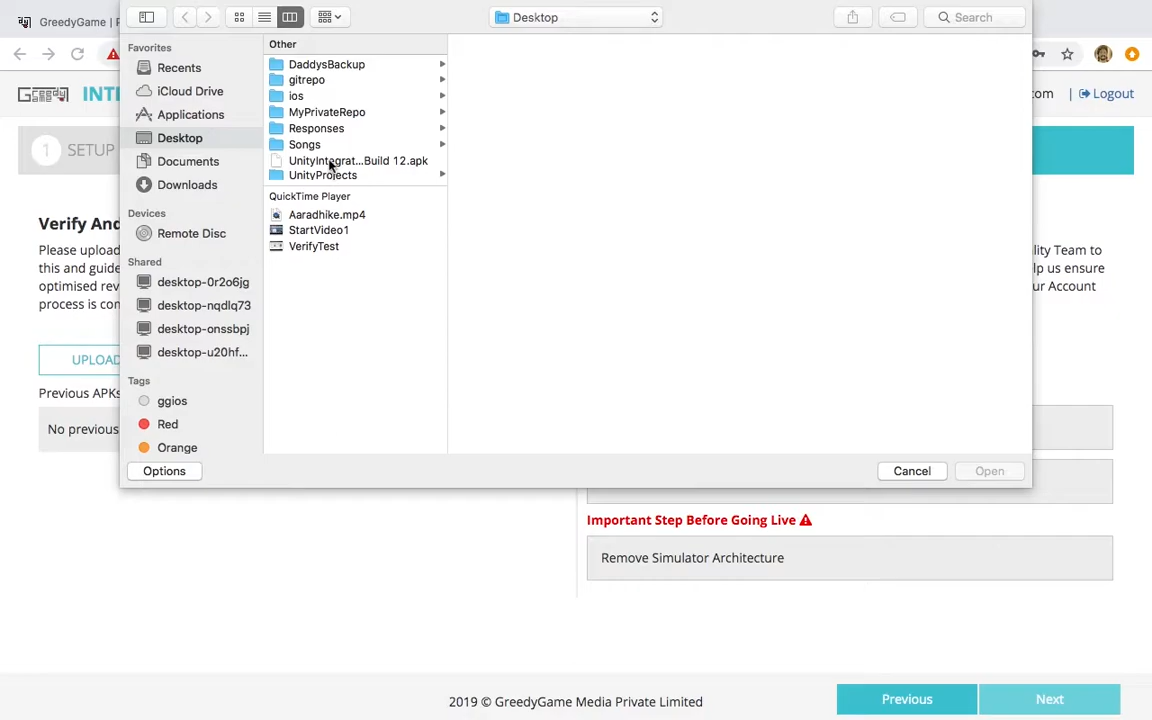 GreedyGame | P
Desktop
Search
Greedy INT
com | Logout
1 SETUP
Favorites
Recents
iCloud Drive
Applications
Desktop
Documents
Downloads
Devices
Remote Disc
Shared
desktop-0r2o6jg
desktop-nqdlq73
desktop-onssbpj
desktop-u20hf...
Tags
ggios
Red
Orange
Other
DaddysBackup
gitrepo
ios
MyPrivateRepo
Responses
Songs
UnityIntegrat...Build 12.apk
UnityProjects
QuickTime Player
Aaradhike.mp4
StartVideo1
VerifyTest
Options
Cancel
Open
Verify And
Please upload
this and guide
optimised rev
process is com
lity Team to
lp us ensure
ur Account
UPLOAD
Previous APKs
No previous
Important Step Before Going Live
Remove Simulator Architecture
2019 © GreedyGame Media Private Limited
Previous
Next